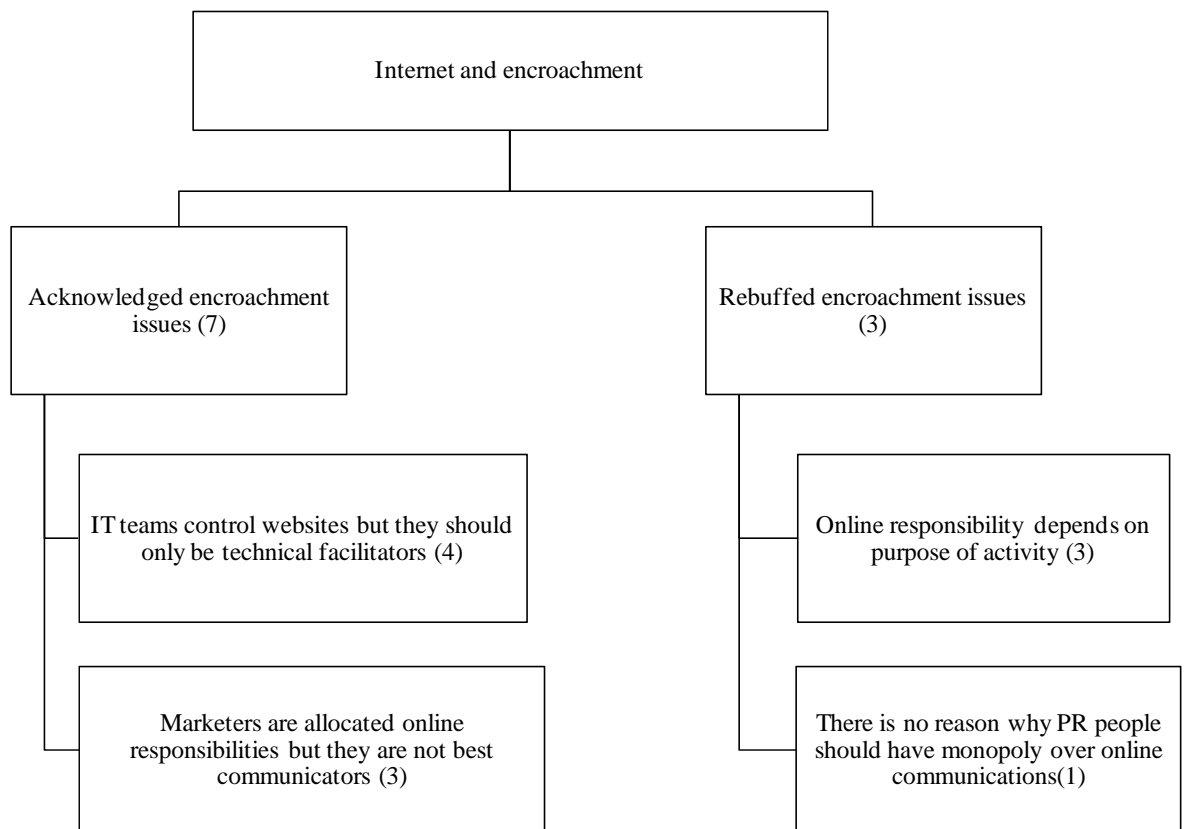 Internet and encroachment
Acknowledged encroachment
issues (7)
Rebuffed encroachment issues
(3)
IT teams control websites but they should
only be technical facilitators (4)
Online responsibility depends on
purpose of activity (3)
Marketers are allocated online
responsibilities but they are not best
communicators (3)
There is no reason why PR people
should have monopoly over online
communications(1)